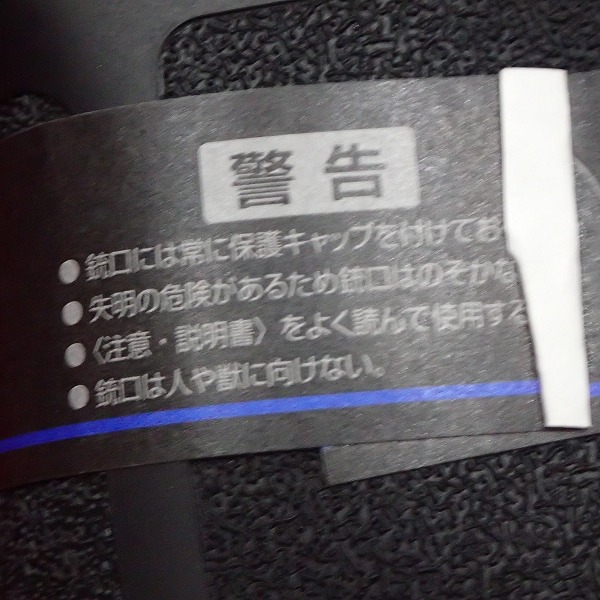 警告
●銃口には常に保護キャップを付けてお
●失明の危険があるため銃口はのぞかな
●〈注意・説明書〉をよく読んで使用する
●銃口は人や獣に向けない。